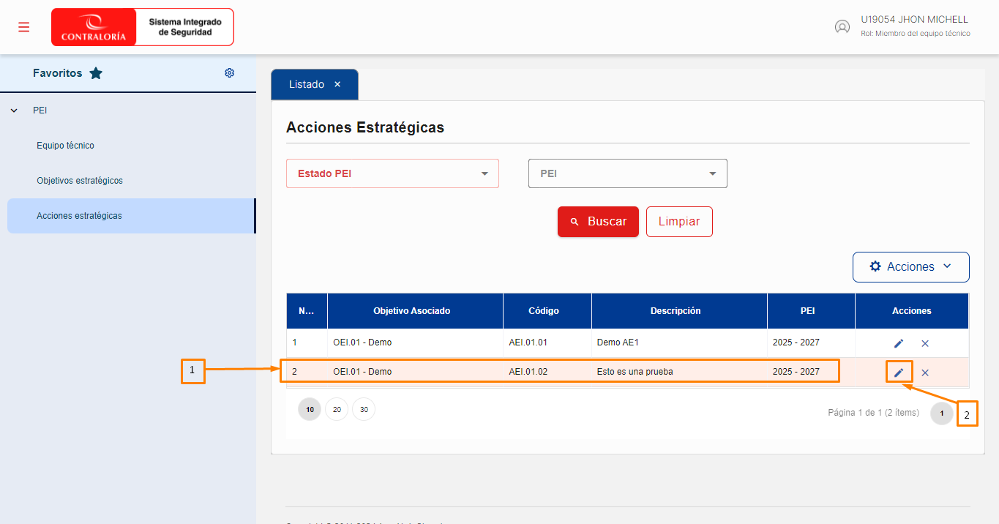 CONTRALORÍA
Sistema Integrado
de Seguridad
U19054 JHON MICHELL
Rol: Miembro del equipo técnico
Favoritos
PEI
Equipo técnico
Objetivos estratégicos
Acciones estratégicas
Listado ×
Acciones Estratégicas
Estado PEI
PEI
Buscar
Limpiar
Acciones
N... Objetivo Asociado Código Descripción PEI Acciones
1 OEI.01 - Demo AEI.01.01 Demo AE1 2025 - 2027
1
2 OEI.01 - Demo AEI.01.02 Esto es una prueba 2025 - 2027
10 20 30
Página 1 de 1 (2 ítems) 1
2